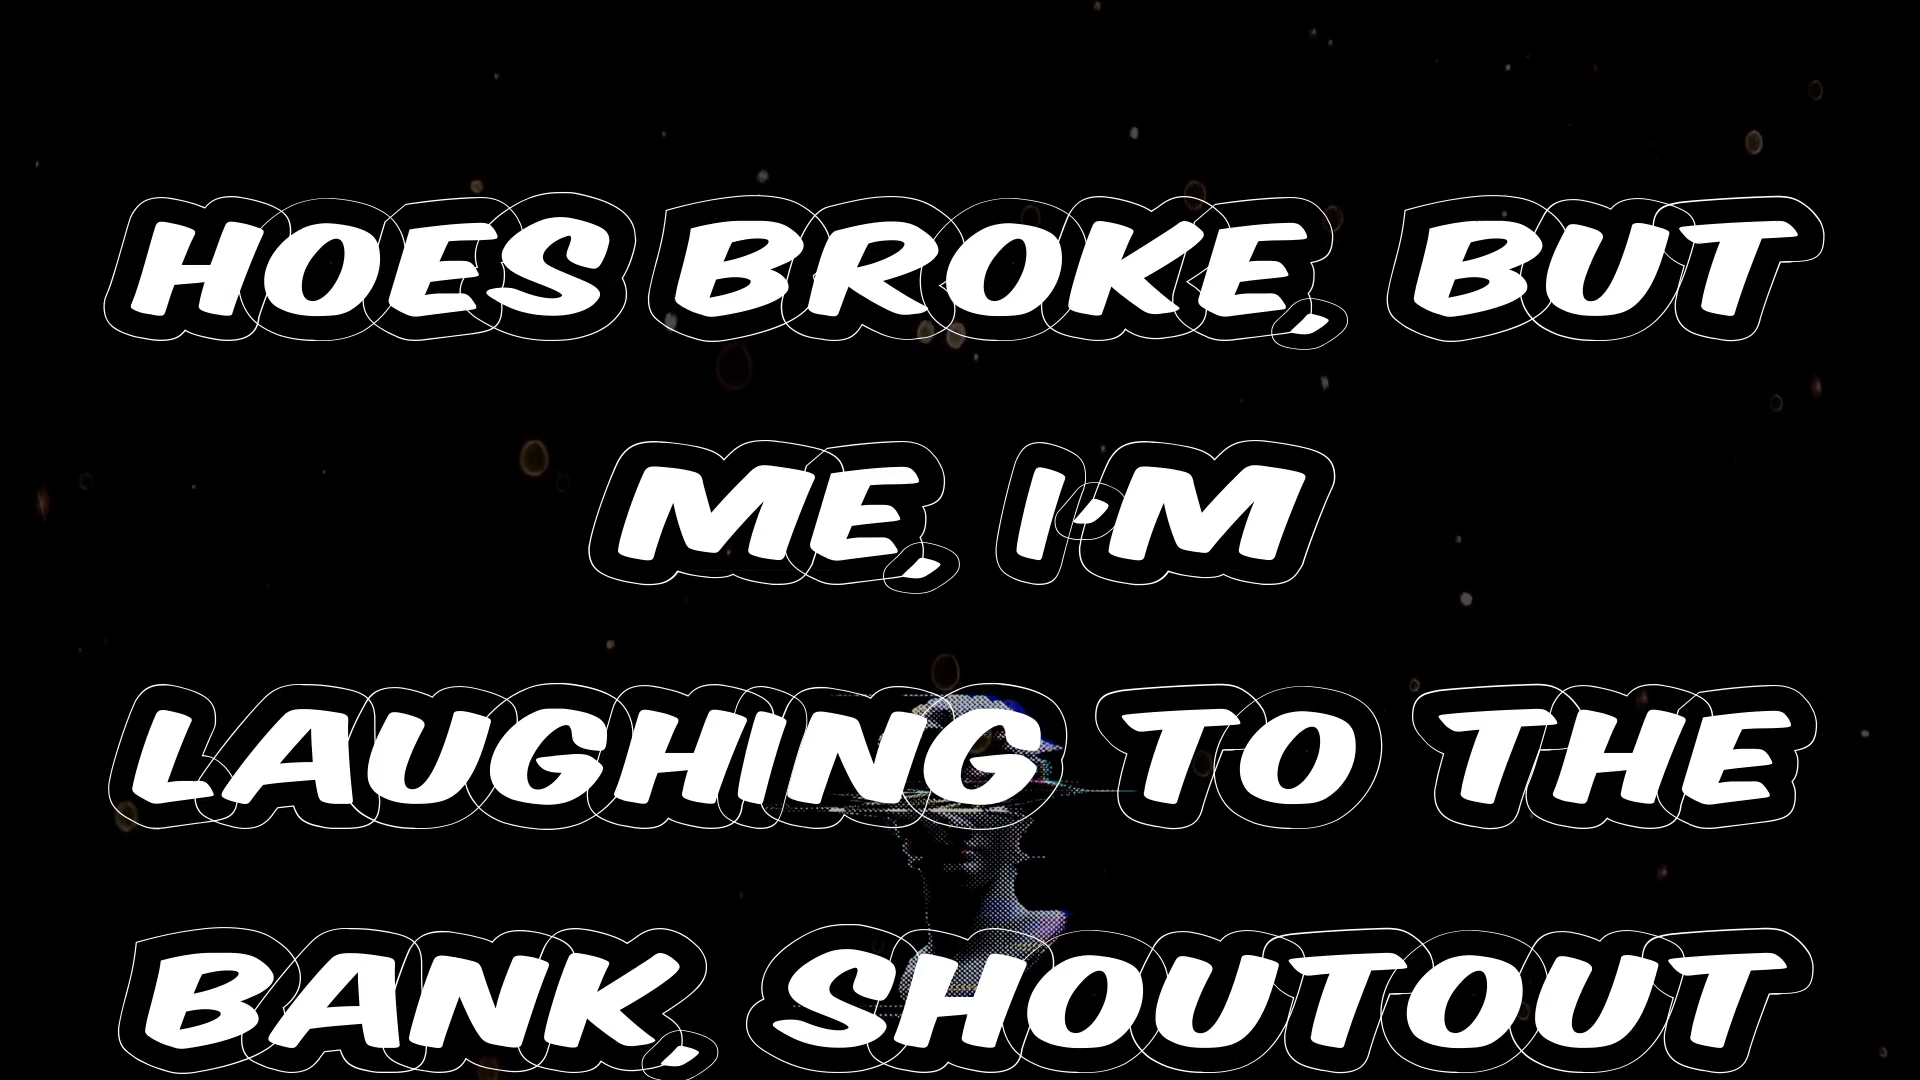 HOES BROKE, BUT
ME, I'M
LAUGHING TO THE
BANK, SHOUTOUT